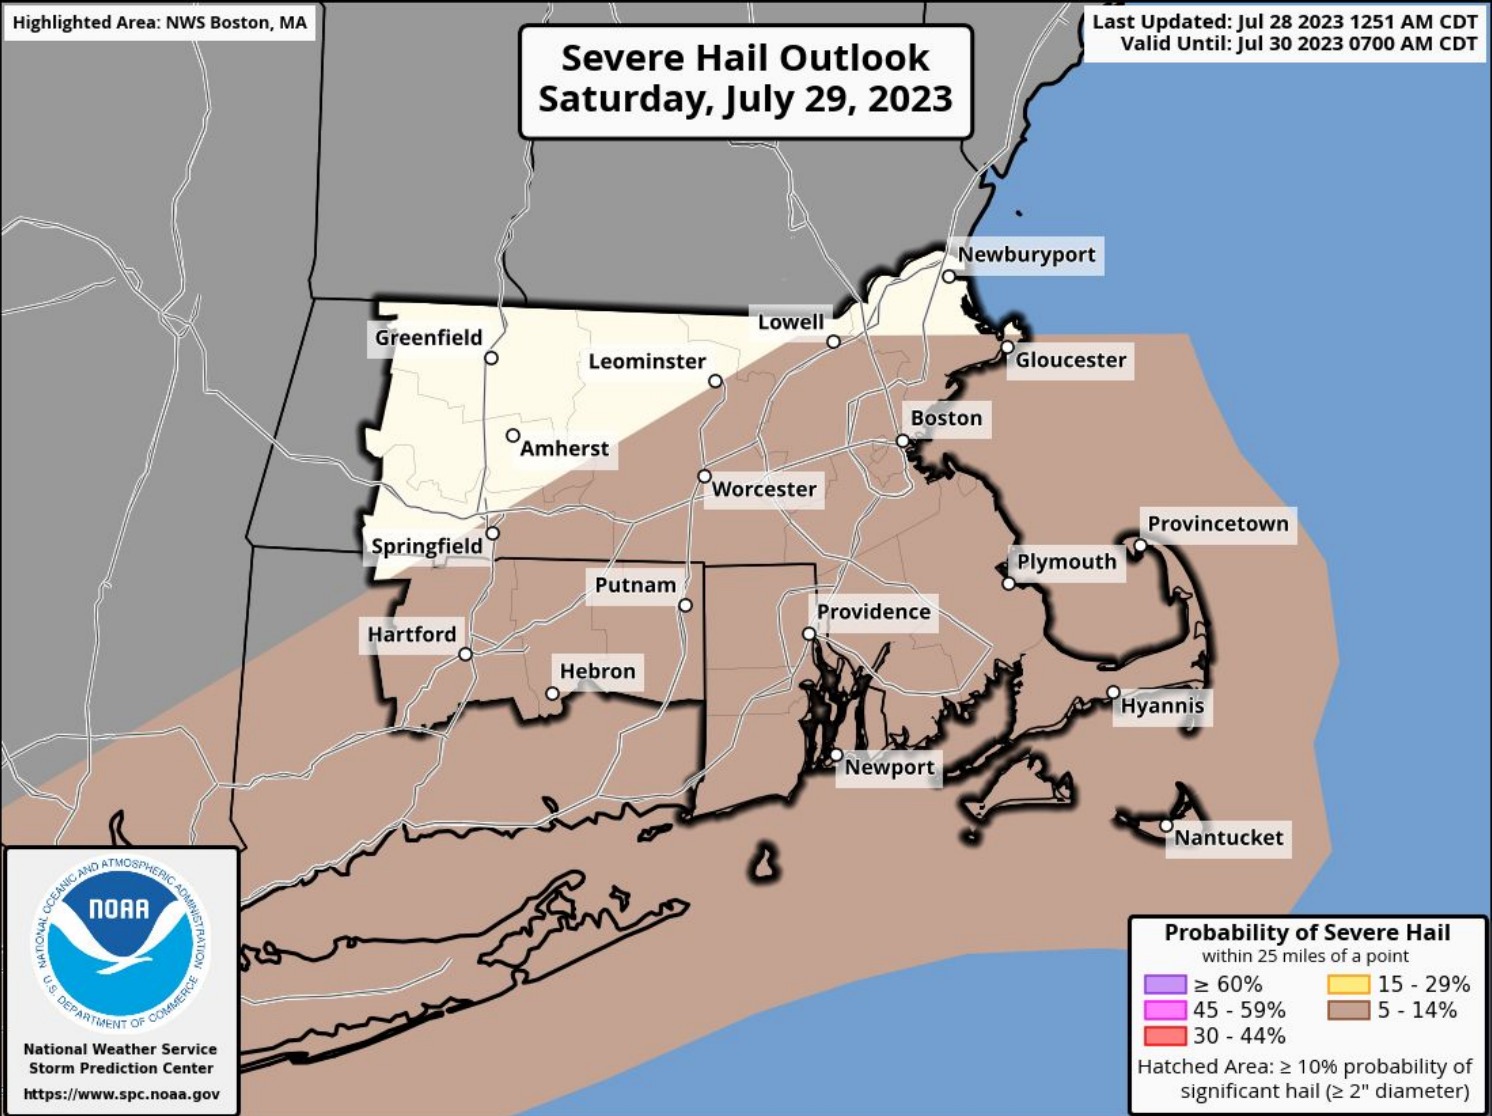 Highlighted Area: NWS Boston, MA
Severe Hail Outlook
Saturday, July 29, 2023
Last Updated: Jul 28 2023 1251 AM CDT
Valid Until: Jul 30 2023 0700 AM CDT
Newburyport
Lowell
Greenfield
Leominster
Gloucester
Boston
Amherst
Worcester
Provincetown
Springfield
Plymouth
Putnam
Providence
Hartford
Hebron
Hyannis
Newport
Nantucket
NATIONAL OCEANIC AND ATMOSPHERIC ADMINISTRATION
NOAA
U.S. DEPARTMENT OF COMMERCE
National Weather Service
Storm Prediction Center
https://www.spc.noaa.gov
Probability of Severe Hail
within 25 miles of a point
≥ 60%
15 - 29%
45 - 59%
5 - 14%
30 - 44%
Hatched Area: ≥ 10% probability of
significant hail (≥ 2" diameter)